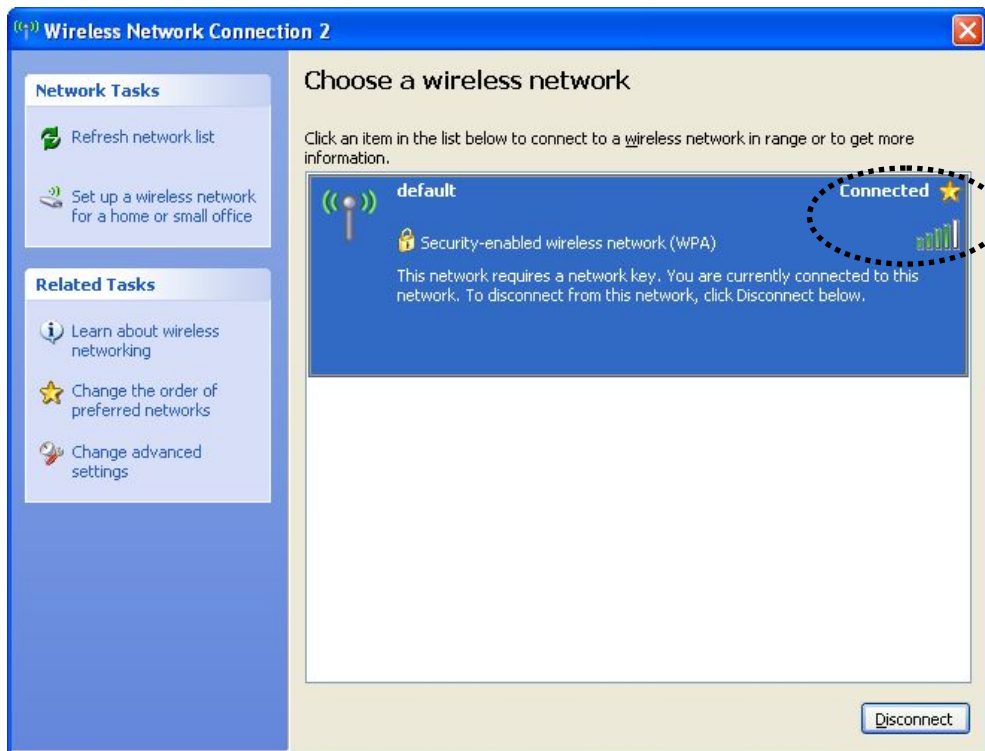 Wireless Network Connection 2
Network Tasks
Refresh network list
Set up a wireless network
for a home or small office
Related Tasks
Learn about wireless
networking
Change the order of
preferred networks
Change advanced
settings
Choose a wireless network
Click an item in the list below to connect to a wireless network in range or to get more
information.
default
Connected
Security-enabled wireless network (WPA)
This network requires a network key. You are currently connected to this
network. To disconnect from this network, click Disconnect below.
Disconnect